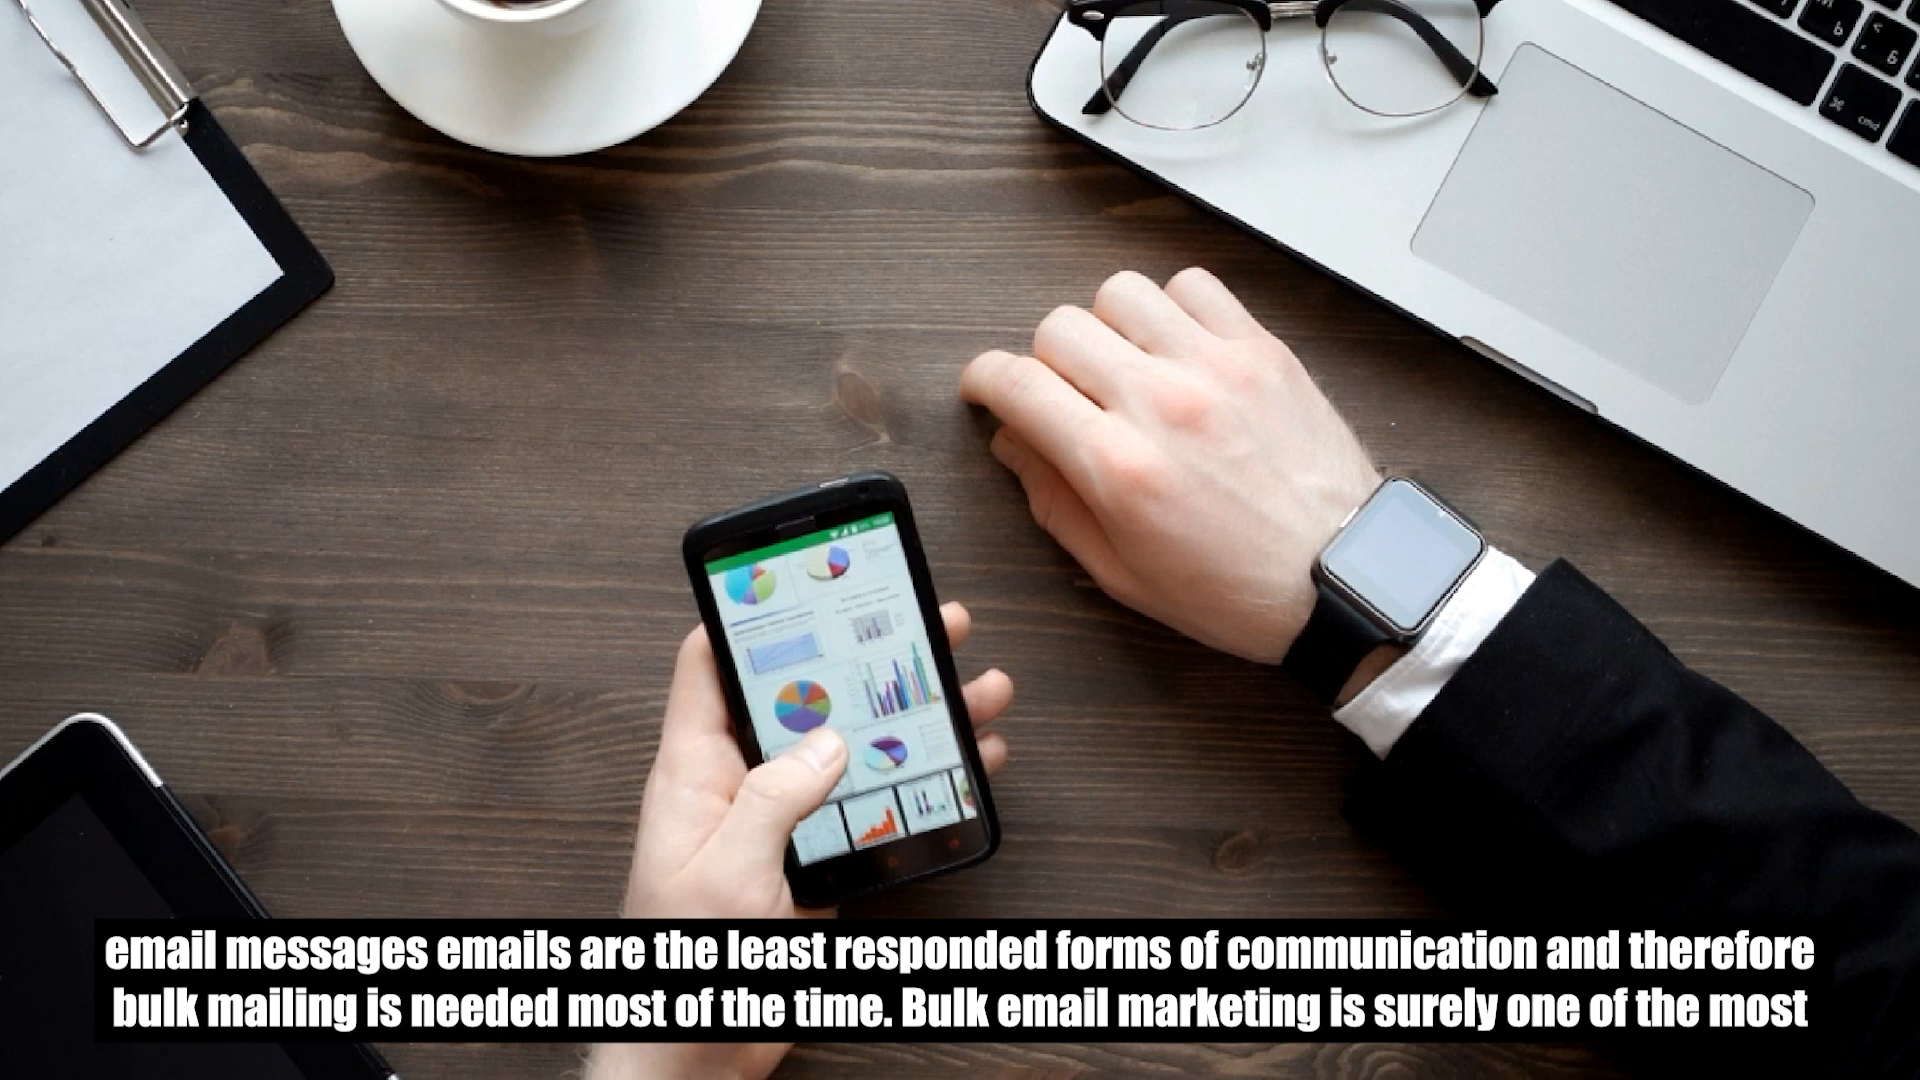 ⌘
cmd
email messages emails are the least responded forms of communication and therefore
bulk mailing is needed most of the time. Bulk email marketing is surely one of the most